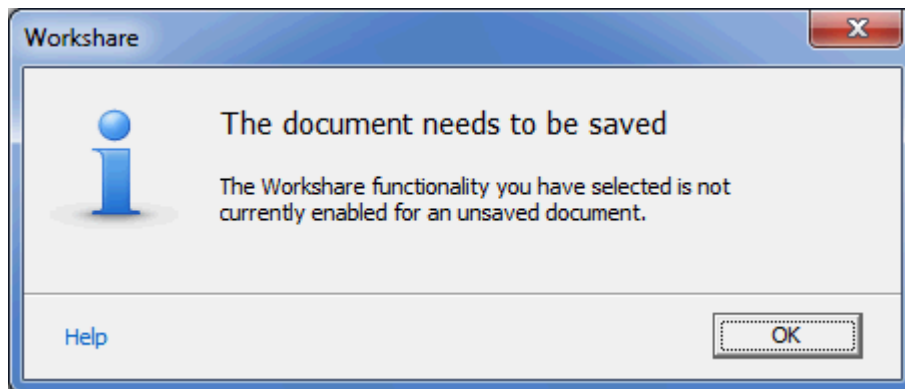 Workshare
The document needs to be saved
The Workshare functionality you have selected is not
currently enabled for an unsaved document.
Help
OK